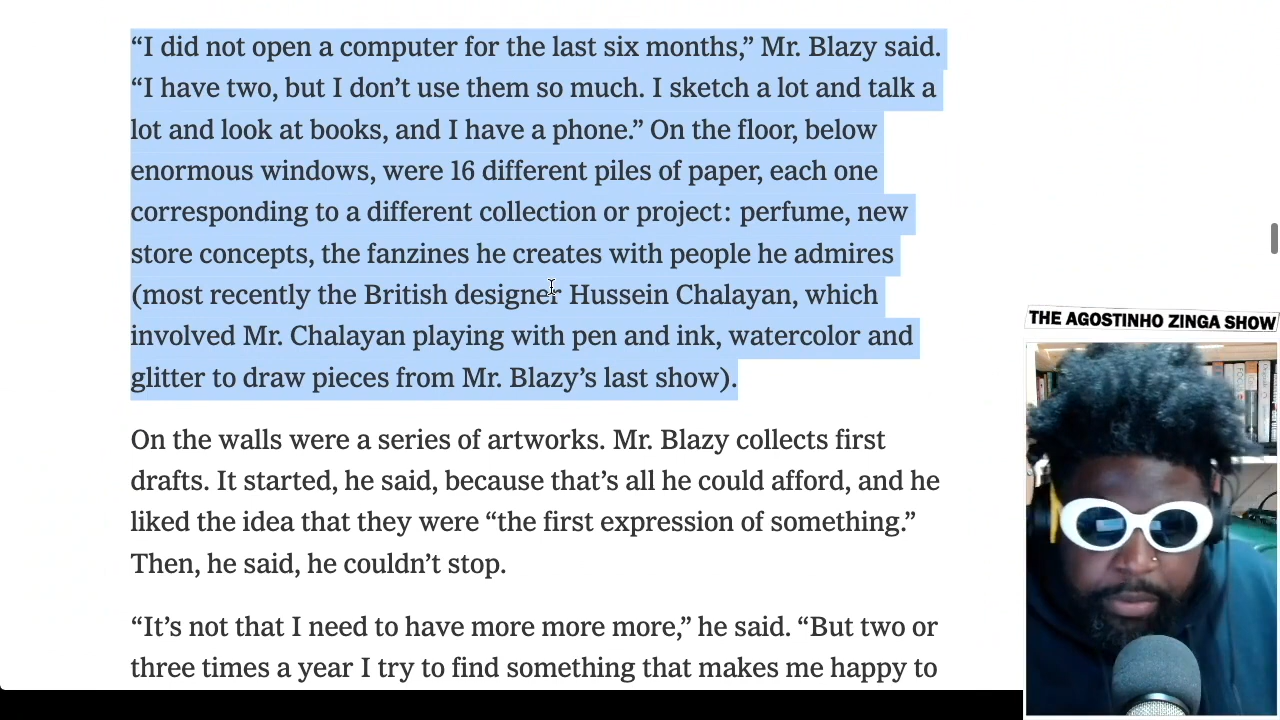 “I did not open a computer for the last six months,” Mr. Blazy said.
“I have two, but I don’t use them so much. I sketch a lot and talk a
lot and look at books, and I have a phone.” On the floor, below
enormous windows, were 16 different piles of paper, each one
corresponding to a different collection or project: perfume, new
store concepts, the fanzines he creates with people he admires
(most recently the British designer Hussein Chalayan, which
involved Mr. Chalayan playing with pen and ink, watercolor and
glitter to draw pieces from Mr. Blazy’s last show).
On the walls were a series of artworks. Mr. Blazy collects first
drafts. It started, he said, because that’s all he could afford, and he
liked the idea that they were “the first expression of something.”
Then, he said, he couldn’t stop.
“It’s not that I need to have more more more,” he said. “But two or
three times a year I try to find something that makes me happy to
THE AGOSTINHO ZINGA SHOW